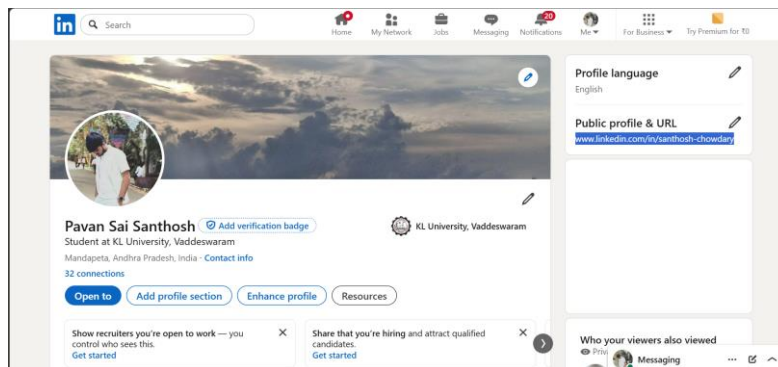 in
Search
Home
My Network
Jobs
Messaging
20
Notifications
Me
For Business
Try Premium for ₹0
Profile language
English
Public profile & URL
www.linkedin.com/in/santhosh-chowdary
Pavan Sai Santhosh
Add verification badge
KL University, Vaddeswaram
Student at KL University, Vaddeswaram
Mandapeta, Andhra Pradesh, India · Contact info
32 connections
Open to
Add profile section
Enhance profile
Resources
Show recruiters you're open to work — you
control who sees this.
Get started
Share that you're hiring and attract qualified
candidates.
Get started
Who your viewers also viewed
Messaging